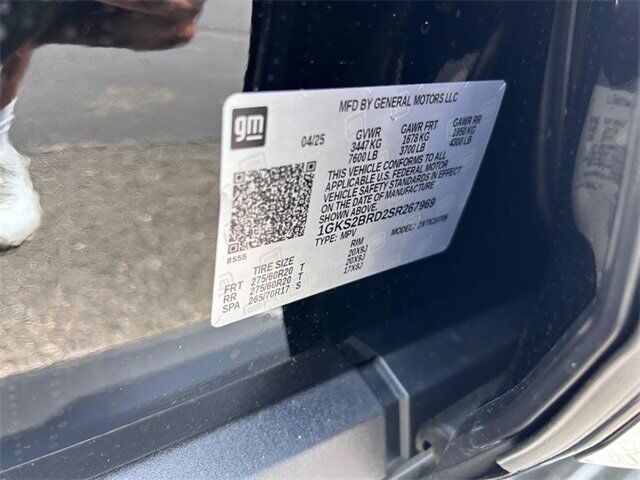 gm
MFD BY GENERAL MOTORS LLC
04/25
GVWR GAWR FRT GAWR RR
3447 KG 1678 KG 1950 KG
7600 LB 3700 LB 4300 LB
THIS VEHICLE CONFORMS TO ALL
APPLICABLE U.S. FEDERAL MOTOR
VEHICLE SAFETY STANDARDS IN EFFECT
ON THE DATE OF MANUFACTURE
SHOWN ABOVE.
1GKS2BRD2SR267969
TYPE: MPV MODEL:
8555
TIRE SIZE RIM
FRT 275/60R20 T 20X9J
RR 275/60R20 T 20X9J
SPA 265/70R17 S 17X8J